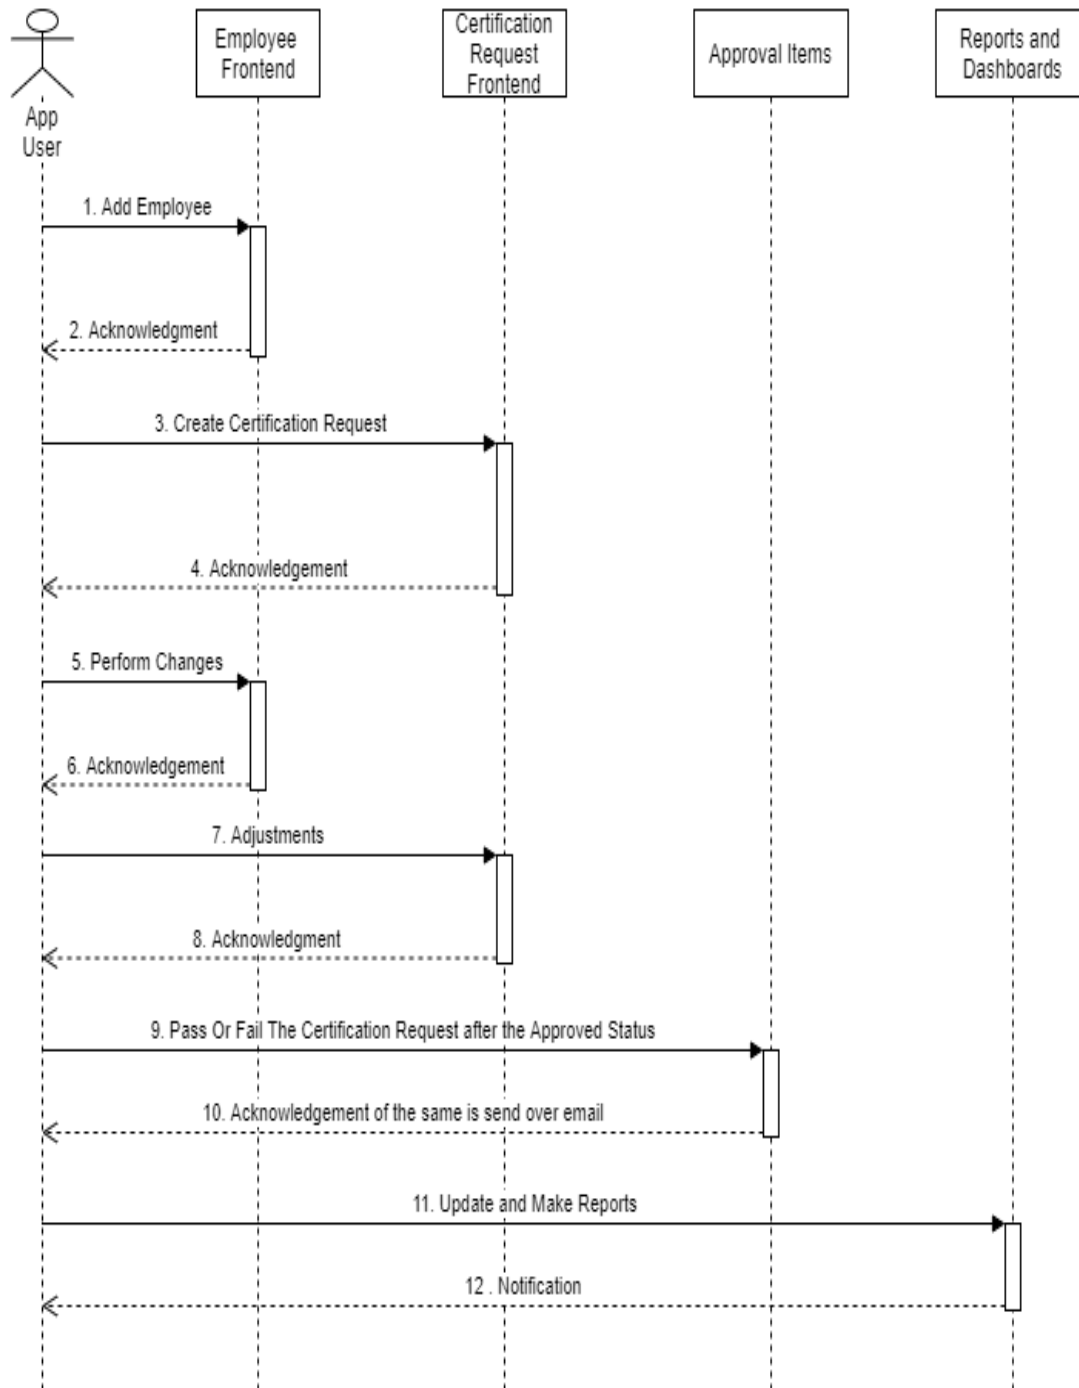 App
User
Employee
Frontend
Certification
Request
Frontend
Approval Items
Reports and
Dashboards
1. Add Employee
2. Acknowledgment
3. Create Certification Request
4. Acknowledgement
5. Perform Changes
6. Acknowledgement
7. Adjustments
8. Acknowledgment
9. Pass Or Fail The Certification Request after the Approved Status
10. Acknowledgement of the same is send over email
11. Update and Make Reports
12 . Notification